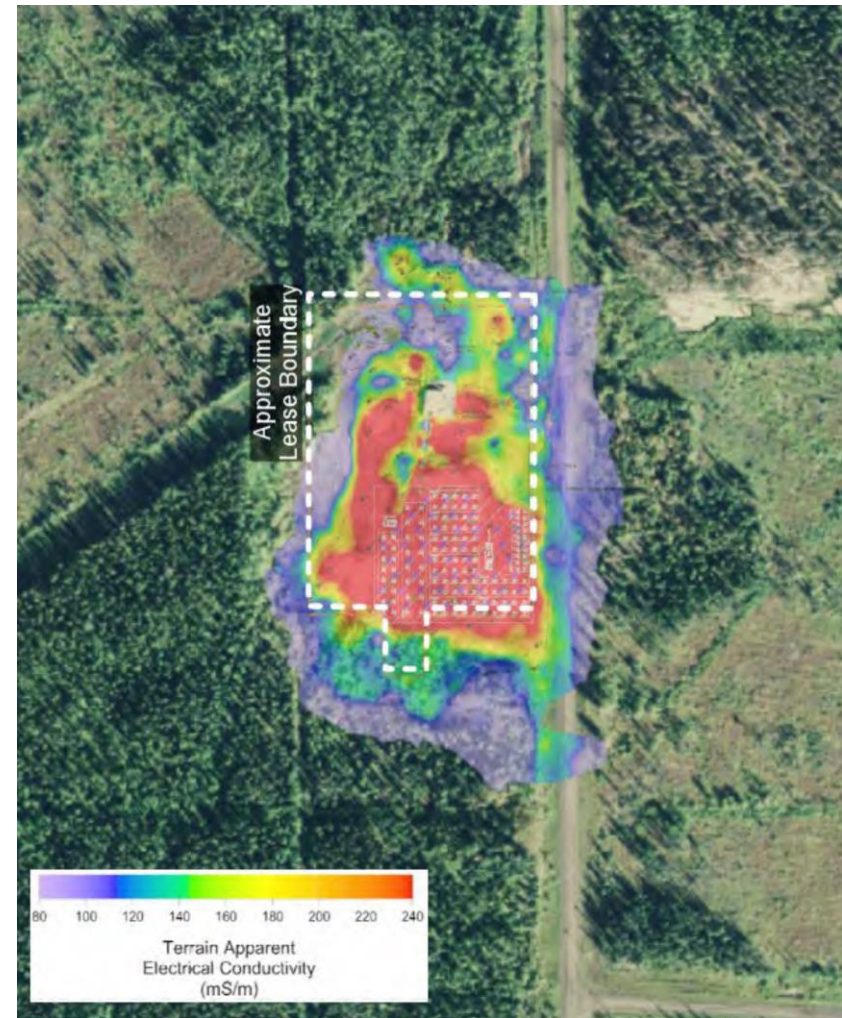 Approximate
Lease Boundary
80 100 120 140 160 180 200 220 240
Terrain Apparent
Electrical Conductivity
(mS/m)